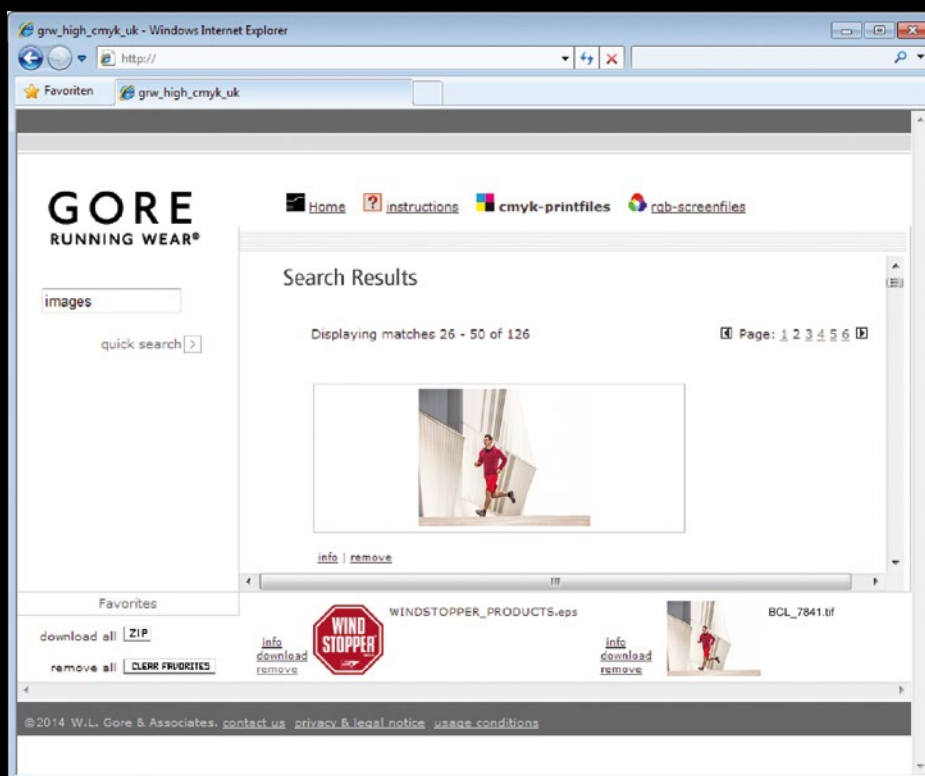 grw_high_cmyk_uk - Windows Internet Explorer
http://
Favoriten grw_high_cmyk_uk
GORE
RUNNING WEAR®
Home instructions cmyk-printfiles rgb-screenfiles
images
quick search
Search Results
Displaying matches 26 - 50 of 126
Page: 1 2 3 4 5 6
info | remove
Favorites
download all ZIP
remove all CLEAR FAVORITES
info
download
remove
WIND
STOPPER
WINDSTOPPER_PRODUCTS.eps
info
download
remove
BCL_7841.tif
©2014 W.L. Gore & Associates. contact us privacy & legal notice usage conditions